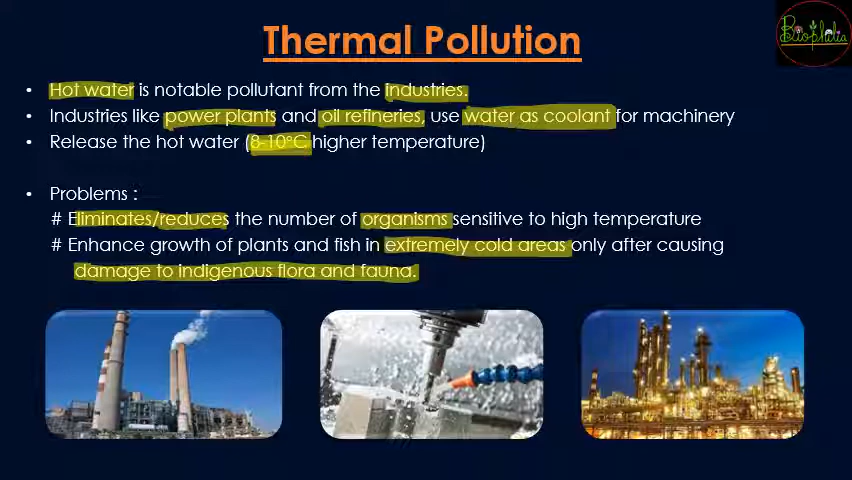 Thermal Pollution
Biophilia
• Hot water is notable pollutant from the industries.
• Industries like power plants and oil refineries, use water as coolant for machinery
• Release the hot water (8-10°C higher temperature)
• Problems :
# Eliminates/reduces the number of organisms sensitive to high temperature
# Enhance growth of plants and fish in extremely cold areas only after causing
damage to indigenous flora and fauna.